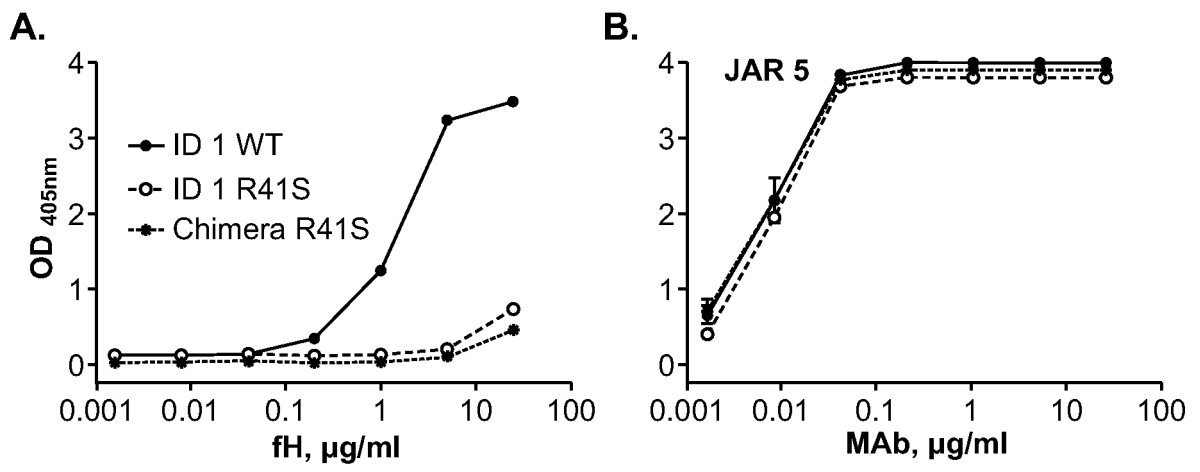 A.
4
3
2
1
0
OD 405nm
ID 1 WT
ID 1 R41S
Chimera R41S
0.001 0.01 0.1 1 10 100
fH, µg/ml
B.
JAR 5
4
3
2
1
0
0.001 0.01 0.1 1 10 100
MAb, µg/ml